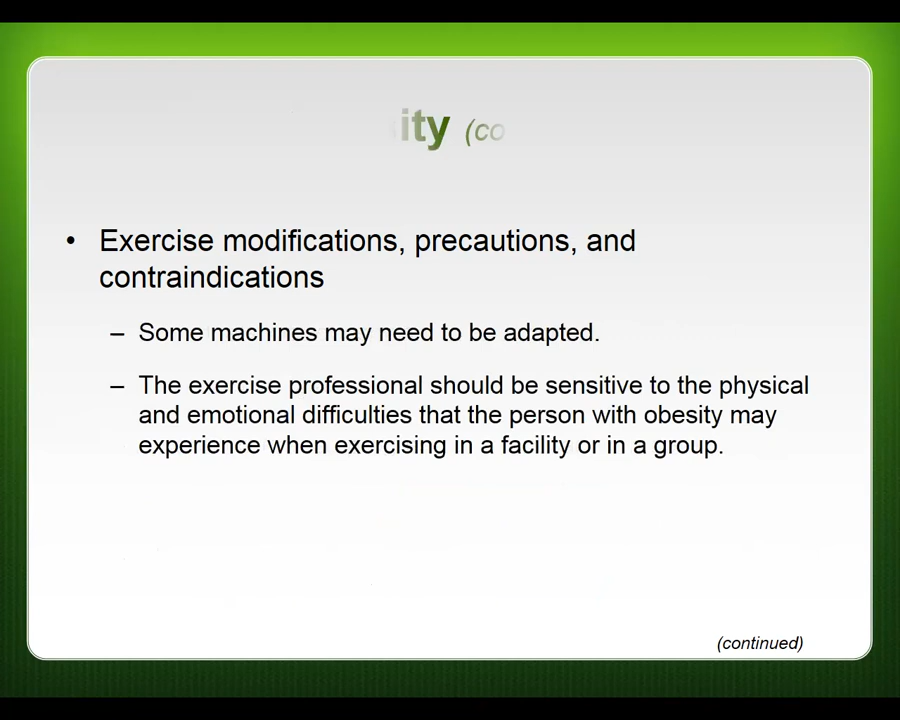 ity (co
• Exercise modifications, precautions, and
contraindications
– Some machines may need to be adapted.
– The exercise professional should be sensitive to the physical
and emotional difficulties that the person with obesity may
experience when exercising in a facility or in a group.
(continued)